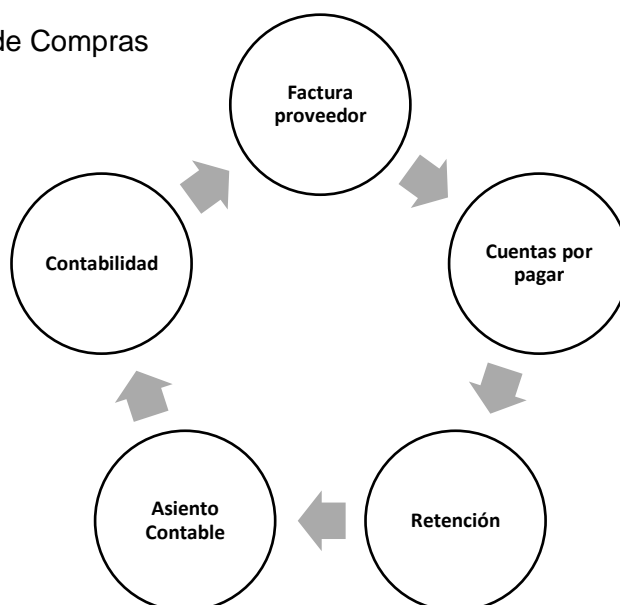 de Compras
Factura
proveedor
Cuentas por
pagar
Retención
Asiento
Contable
Contabilidad